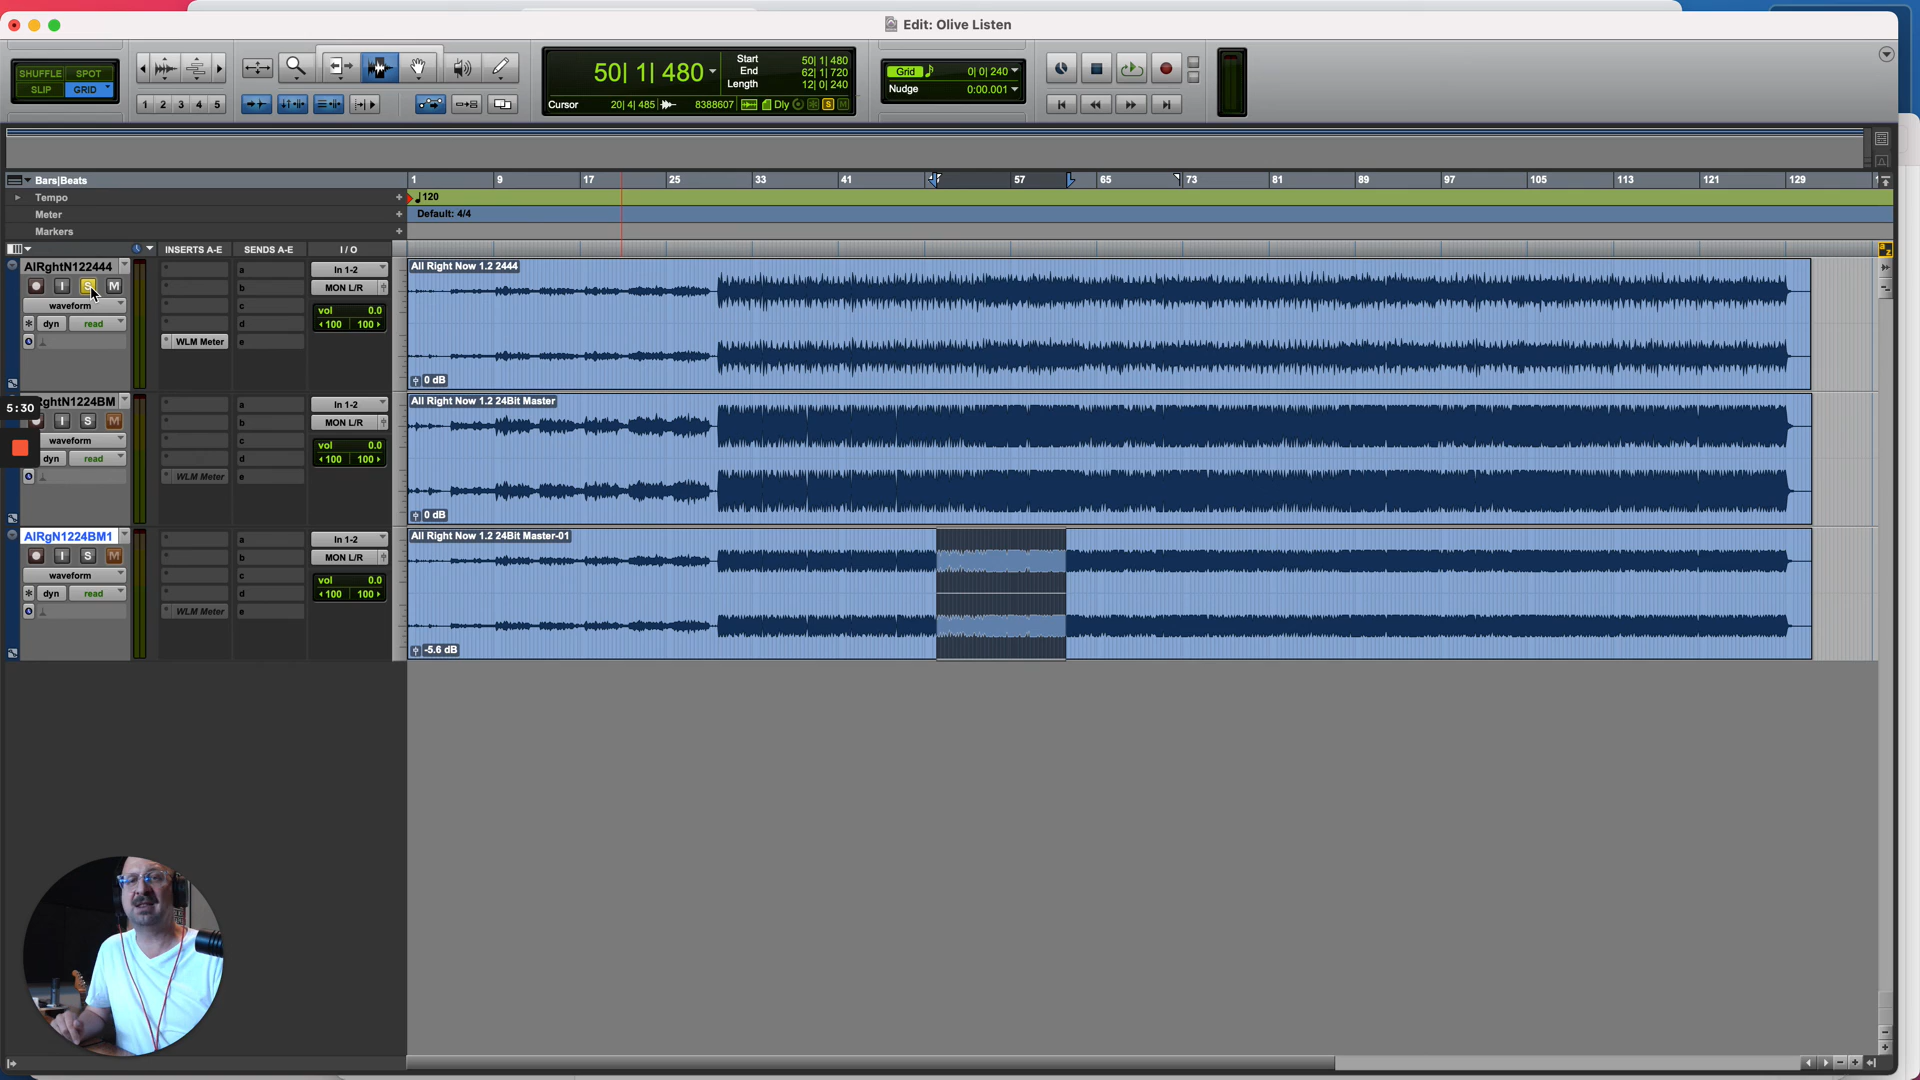 Edit: Olive Listen
SHUFFLE SPOT
SLIP GRID
1 2 3 4 5
50| 1| 480
Start 50| 1| 480
End 62| 1| 720
Length 12| 0| 240
Cursor 20| 4| 485 8388607 Dly S M
Grid 0| 0| 240
Nudge 0:00.001
Bars|Beats 1 9 17 25 33 41 57 65 73 81 89 97 105 113 121 129
Tempo + 120
Meter + Default: 4/4
Markers +
INSERTS A-E SENDS A-E I / O
AlRghtN122444 a In 1-2 All Right Now 1.2 2444
I S M b MON L/R
waveform c vol 0.0
dyn read d 100 100
WLM Meter e
0 dB
ghtN1224BM a In 1-2 All Right Now 1.2 24Bit Master
5:30
I S M b MON L/R
waveform c vol 0.0
dyn read d 100 100
WLM Meter e
0 dB
AlRgN1224BM1 a In 1-2 All Right Now 1.2 24Bit Master-01
I S M b MON L/R
waveform c vol 0.0
dyn read d 100 100
WLM Meter e
-5.6 dB